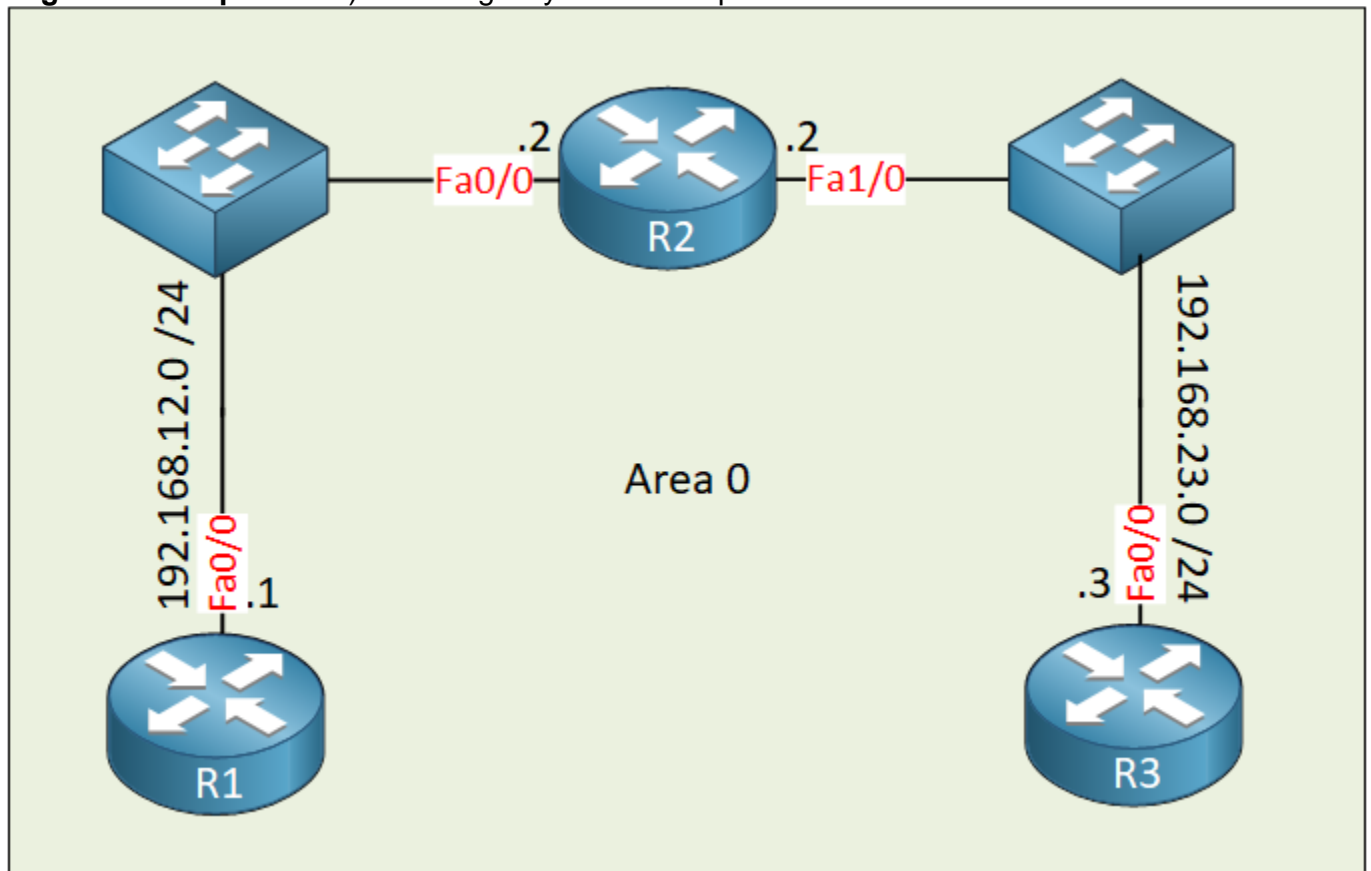 .2
.2
Fa0/0
Fa1/0
R2
192.168.12.0 /24
192.168.23.0 /24
Area 0
Fa0/0
.1
.3
Fa0/0
R1
R3